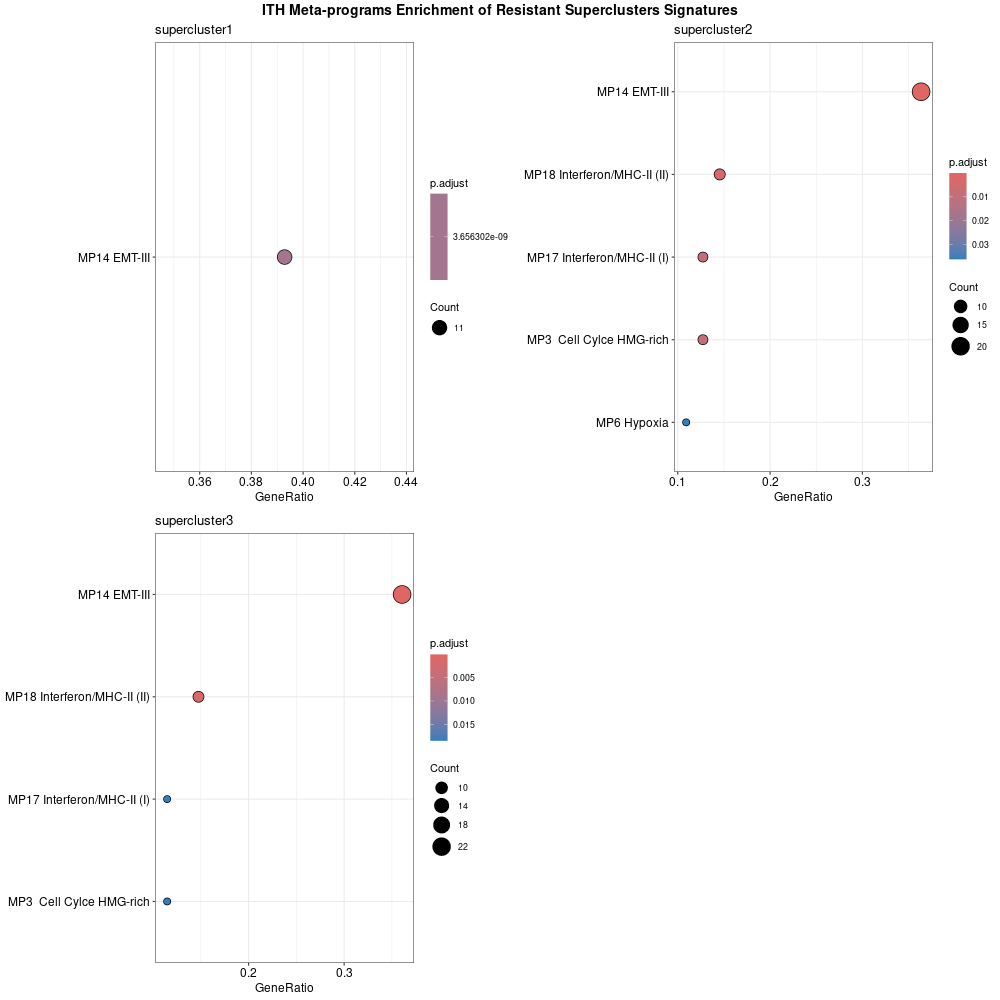 ITH Meta-programs Enrichment of Resistant Superclusters Signatures
supercluster1
MP14 EMT-III
0.36 0.38 0.40 0.42 0.44
GeneRatio
p.adjust
3.656302e-09
Count
11
supercluster2
MP14 EMT-III
MP18 Interferon/MHC-II (II)
MP17 Interferon/MHC-II (I)
MP3  Cell Cylce HMG-rich
MP6 Hypoxia
0.1 0.2 0.3
GeneRatio
p.adjust
0.01
0.02
0.03
Count
10
15
20
supercluster3
MP14 EMT-III
MP18 Interferon/MHC-II (II)
MP17 Interferon/MHC-II (I)
MP3  Cell Cylce HMG-rich
0.2 0.3
GeneRatio
p.adjust
0.005
0.010
0.015
Count
10
14
18
22